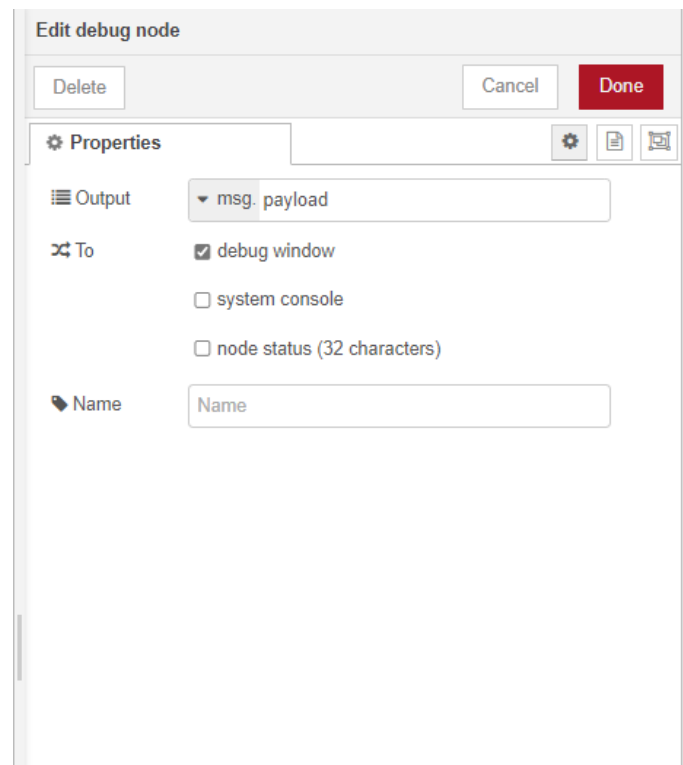 Edit debug node
Delete Cancel Done
Properties
Output msg. payload
To debug window
system console
node status (32 characters)
Name Name